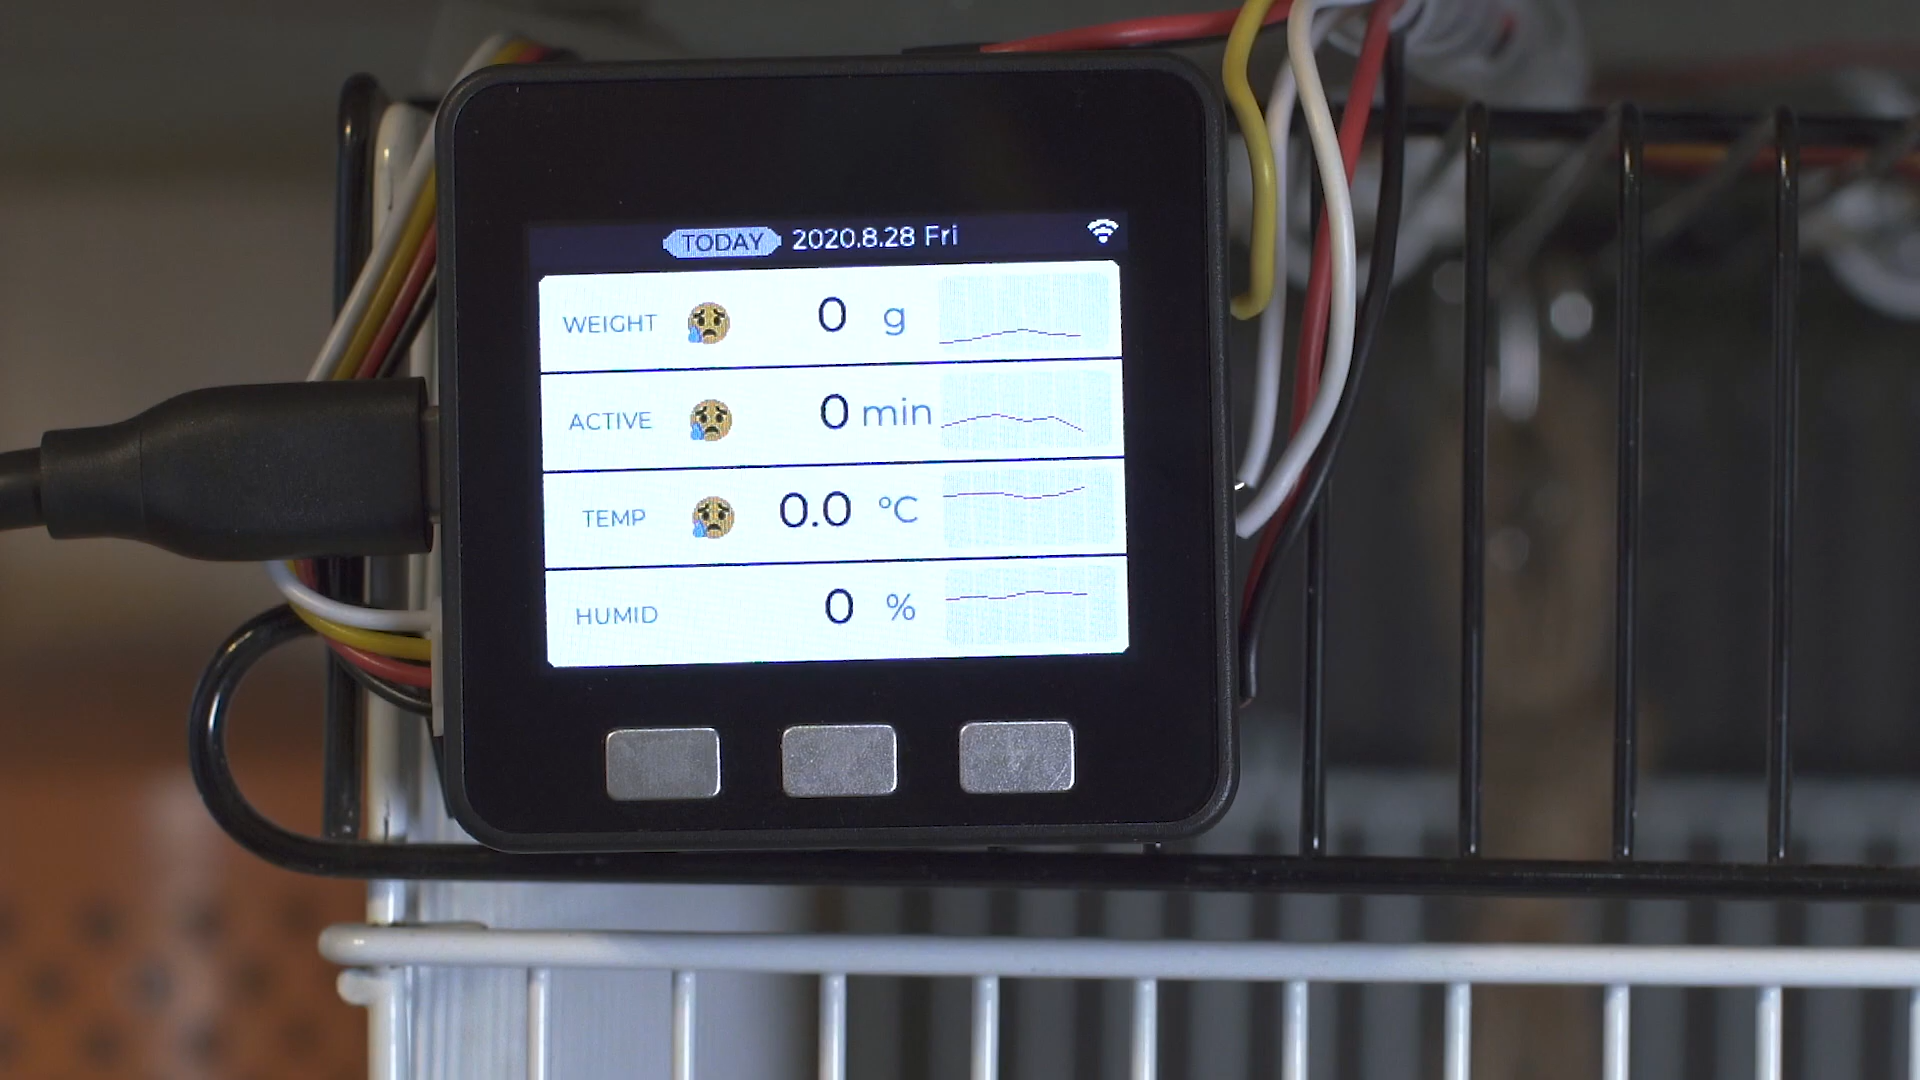 TODAY 2020.8.28 Fri
WEIGHT 0 g
ACTIVE 0 min
TEMP 0.0 °C
HUMID 0 %